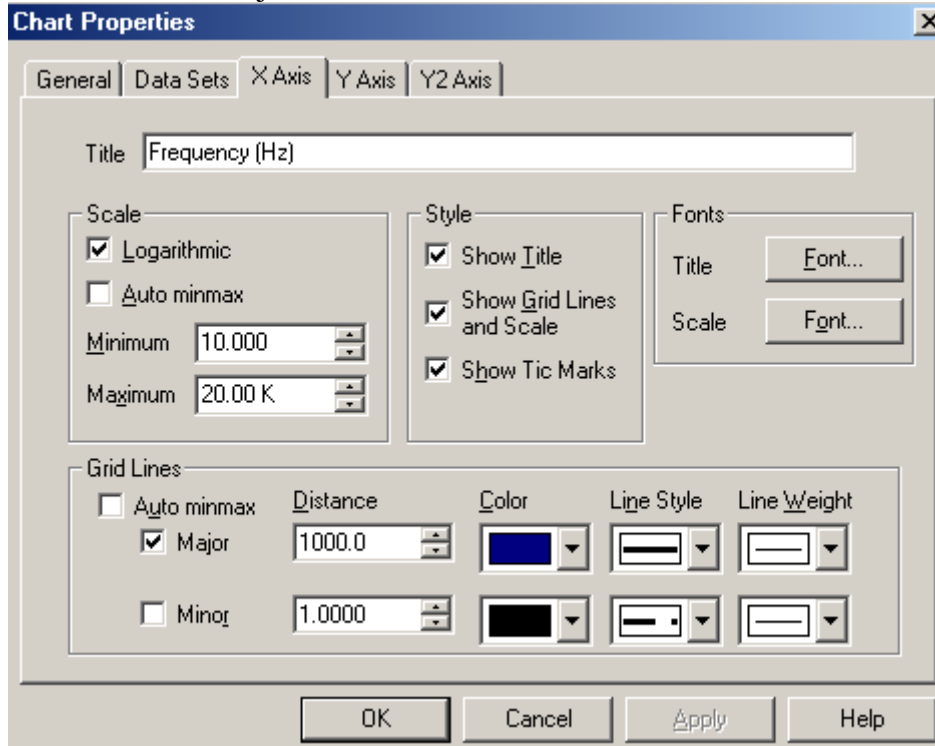 Chart Properties
General Data Sets X Axis Y Axis Y2 Axis
Title Frequency (Hz)
Scale
Logarithmic
Auto minmax
Minimum 10.000
Maximum 20.00 K
Style
Show Title
Show Grid Lines
and Scale
Show Tic Marks
Fonts
Title Font...
Scale Font...
Grid Lines
Auto minmax Distance Color Line Style Line Weight
Major 1000.0
Minor 1.0000
OK Cancel Apply Help